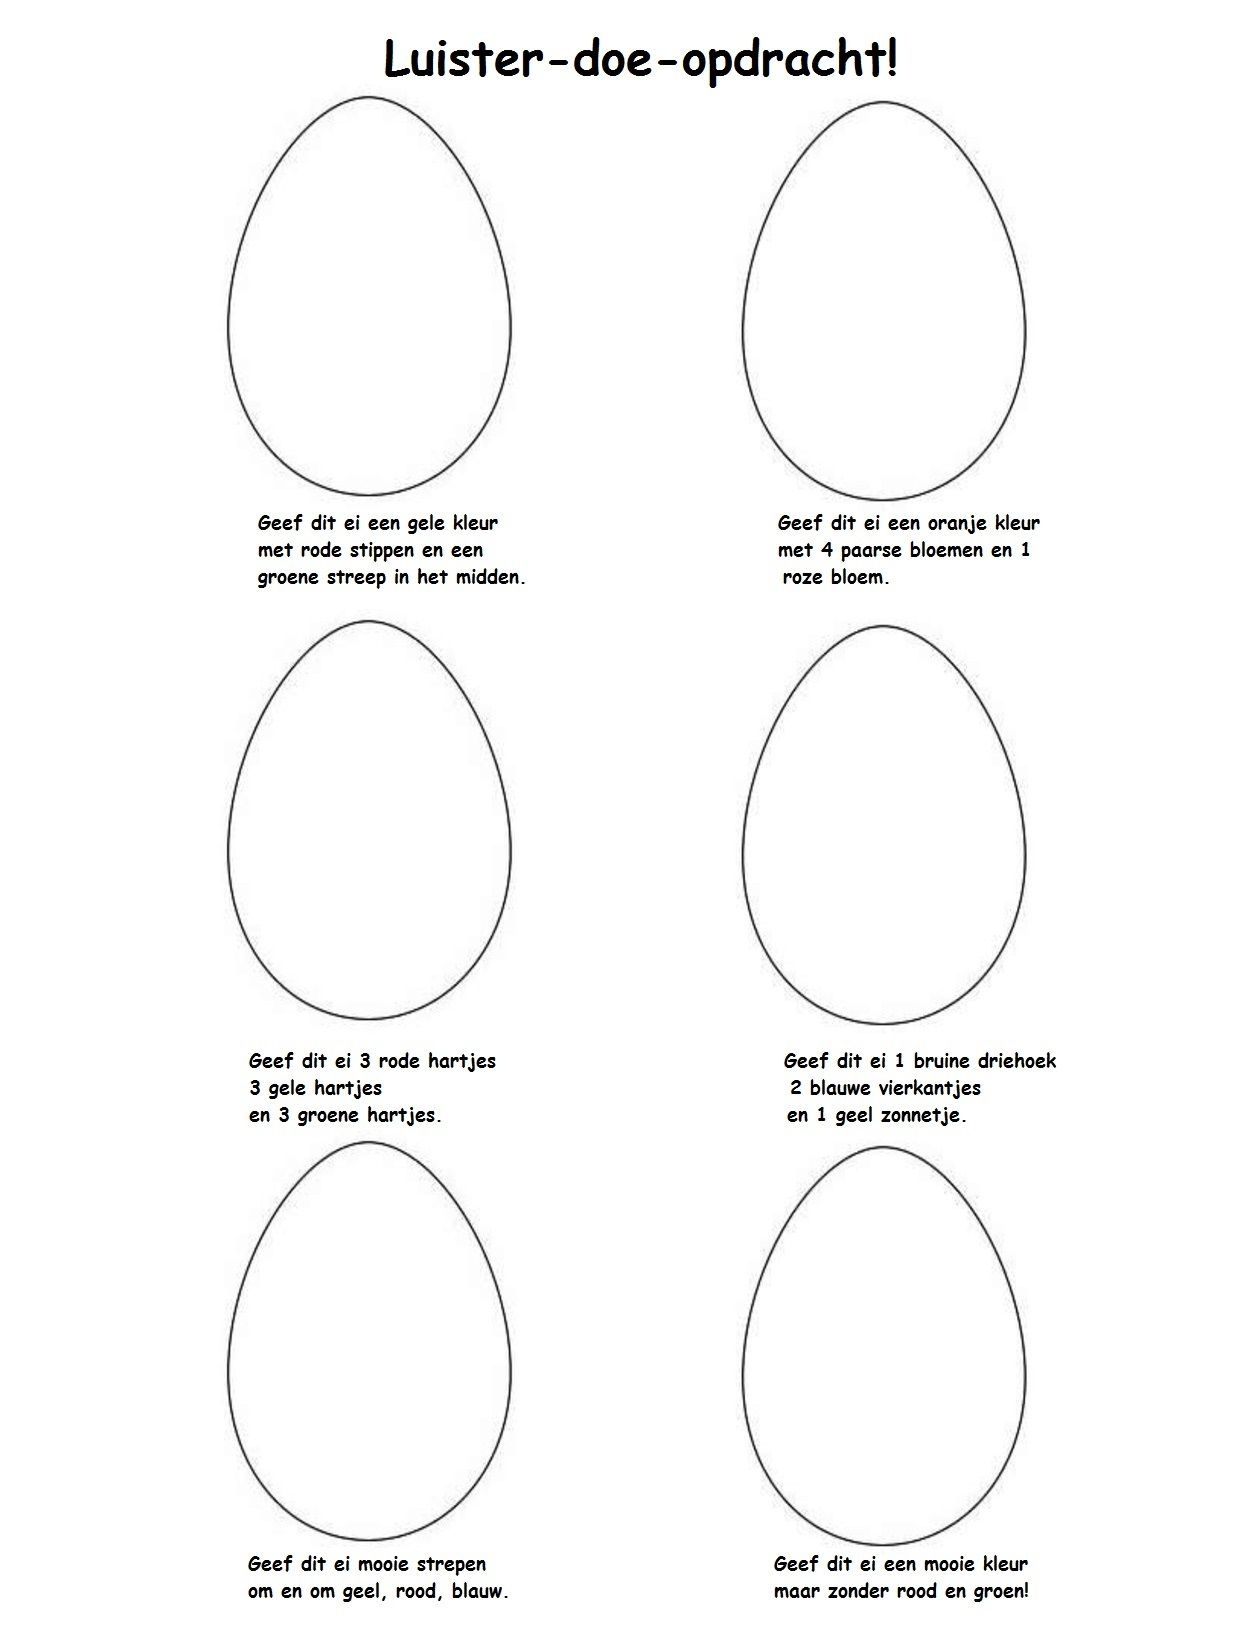 Luister-doe-opdracht!
Geef dit ei een gele kleur
met rode stippen en een
groene streep in het midden.
Geef dit ei een oranje kleur
met 4 paarse bloemen en 1
roze bloem.
Geef dit ei 3 rode hartjes
3 gele hartjes
en 3 groene hartjes.
Geef dit ei 1 bruine driehoek
2 blauwe vierkantjes
en 1 geel zonnetje.
Geef dit ei mooie strepen
om en om geel, rood, blauw.
Geef dit ei een mooie kleur
maar zonder rood en groen!